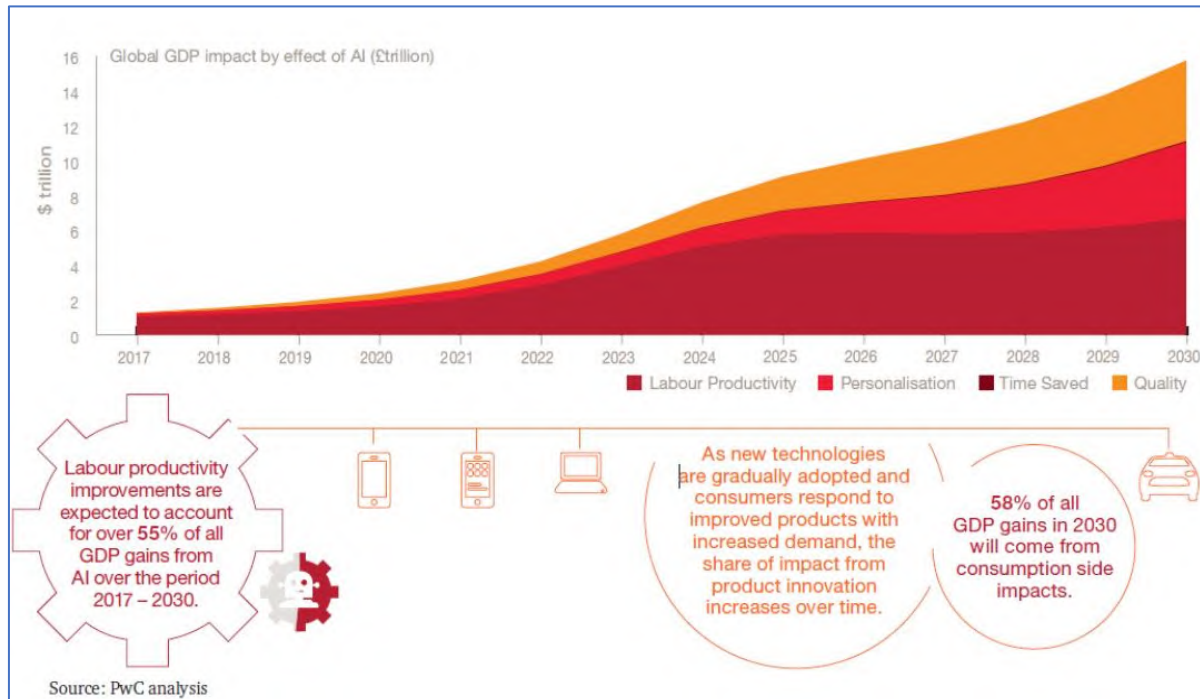 Global GDP impact by effect of AI (£trillion)
$ trillion
16
14
12
10
8
6
4
2
0
2017 2018 2019 2020 2021 2022 2023 2024 2025 2026 2027 2028 2029 2030
Labour Productivity Personalisation Time Saved Quality
Labour productivity
improvements are
expected to account
for over 55% of all
GDP gains from
AI over the period
2017 – 2030.
As new technologies
are gradually adopted and
consumers respond to
improved products with
increased demand, the
share of impact from
product innovation
increases over time.
58% of all
GDP gains in 2030
will come from
consumption side
impacts.
Source: PwC analysis